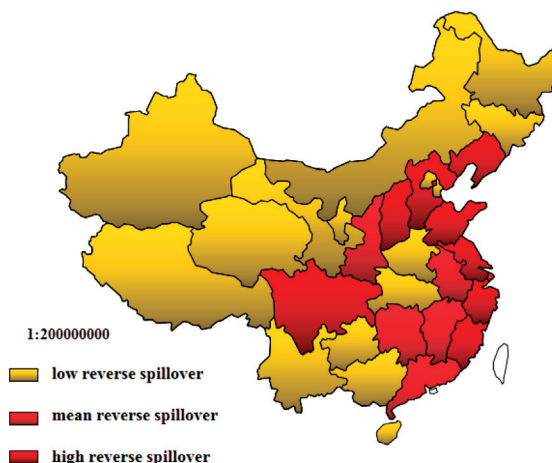 1:200000000
low reverse spillover
mean reverse spillover
high reverse spillover